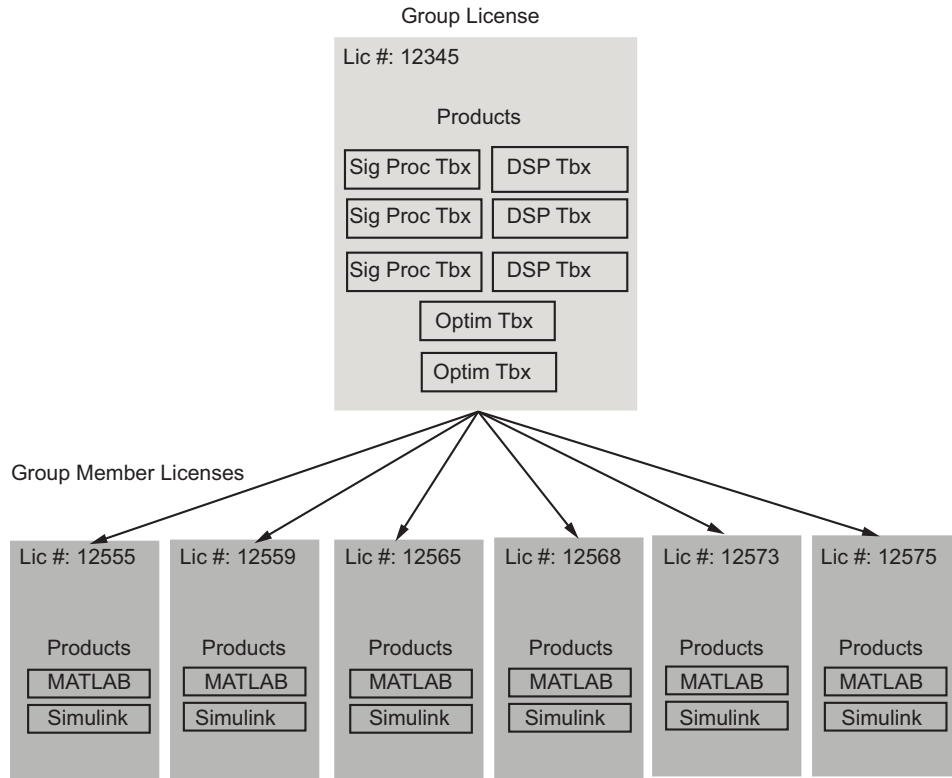 Group License
Lic #: 12345
Products
Sig Proc Tbx DSP Tbx
Sig Proc Tbx DSP Tbx
Sig Proc Tbx DSP Tbx
Optim Tbx
Optim Tbx
Group Member Licenses
Lic #: 12555 Lic #: 12559 Lic #: 12565 Lic #: 12568 Lic #: 12573 Lic #: 12575
Products Products Products Products Products Products
MATLAB MATLAB MATLAB MATLAB MATLAB MATLAB
Simulink Simulink Simulink Simulink Simulink Simulink